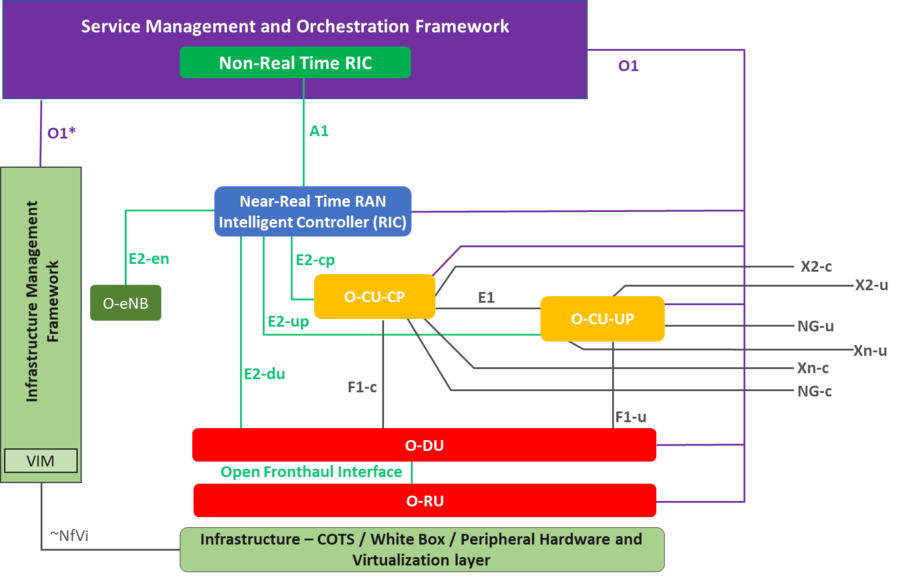 Service Management and Orchestration Framework
Non-Real Time RIC
O1
O1*
A1
Infrastructure Management
Framework
VIM
Near-Real Time RAN
Intelligent Controller (RIC)
E2-en
O-eNB
E2-cp
E2-up
E2-du
O-CU-CP
E1
O-CU-UP
X2-c
X2-u
NG-u
Xn-u
Xn-c
NG-c
F1-c
F1-u
O-DU
Open Fronthaul Interface
O-RU
~NfVi
Infrastructure – COTS / White Box / Peripheral Hardware and
Virtualization layer